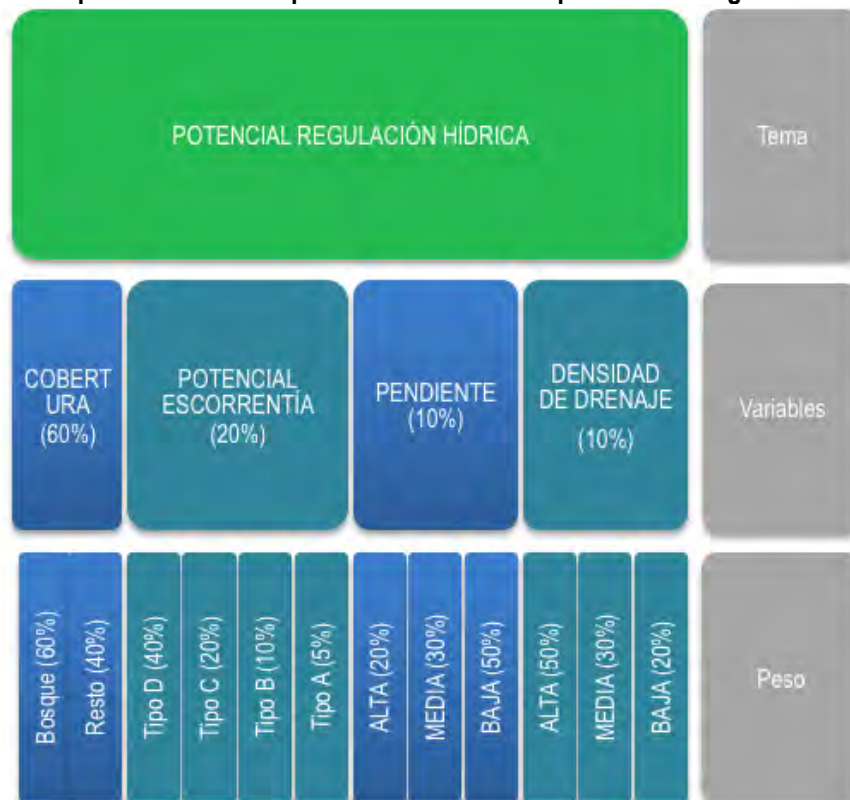 POTENCIAL REGULACIÓN HÍDRICA
Tema
COBERT
URA
(60%)
POTENCIAL
ESCORRENTÍA
(20%)
PENDIENTE
(10%)
DENSIDAD
DE DRENAJE
(10%)
Variables
Bosque (60%)
Resto (40%)
Tipo D (40%)
Tipo C (20%)
Tipo B (10%)
Tipo A (5%)
ALTA (20%)
MEDIA (30%)
BAJA (50%)
ALTA (50%)
MEDIA (30%)
BAJA (20%)
Peso